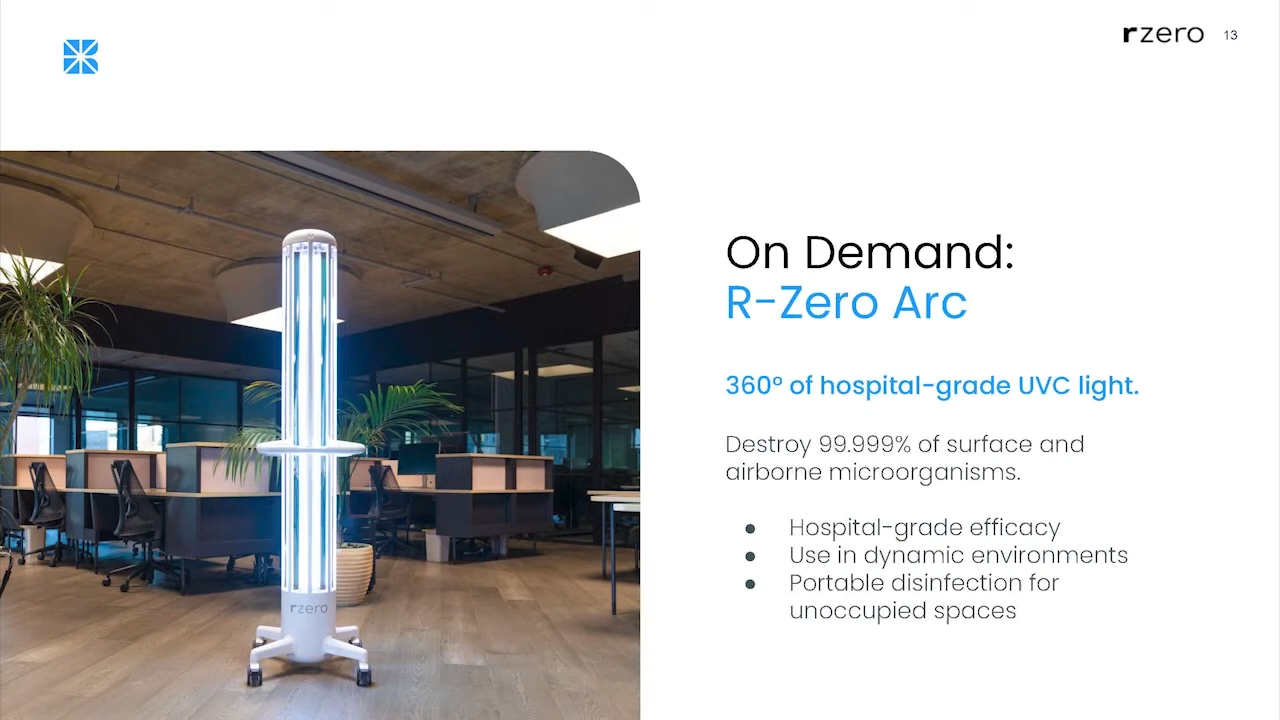 rzero 13
On Demand:
R-Zero Arc
360º of hospital-grade UVC light.
Destroy 99.999% of surface and
airborne microorganisms.
● Hospital-grade efficacy
● Use in dynamic environments
● Portable disinfection for
unoccupied spaces
rzero